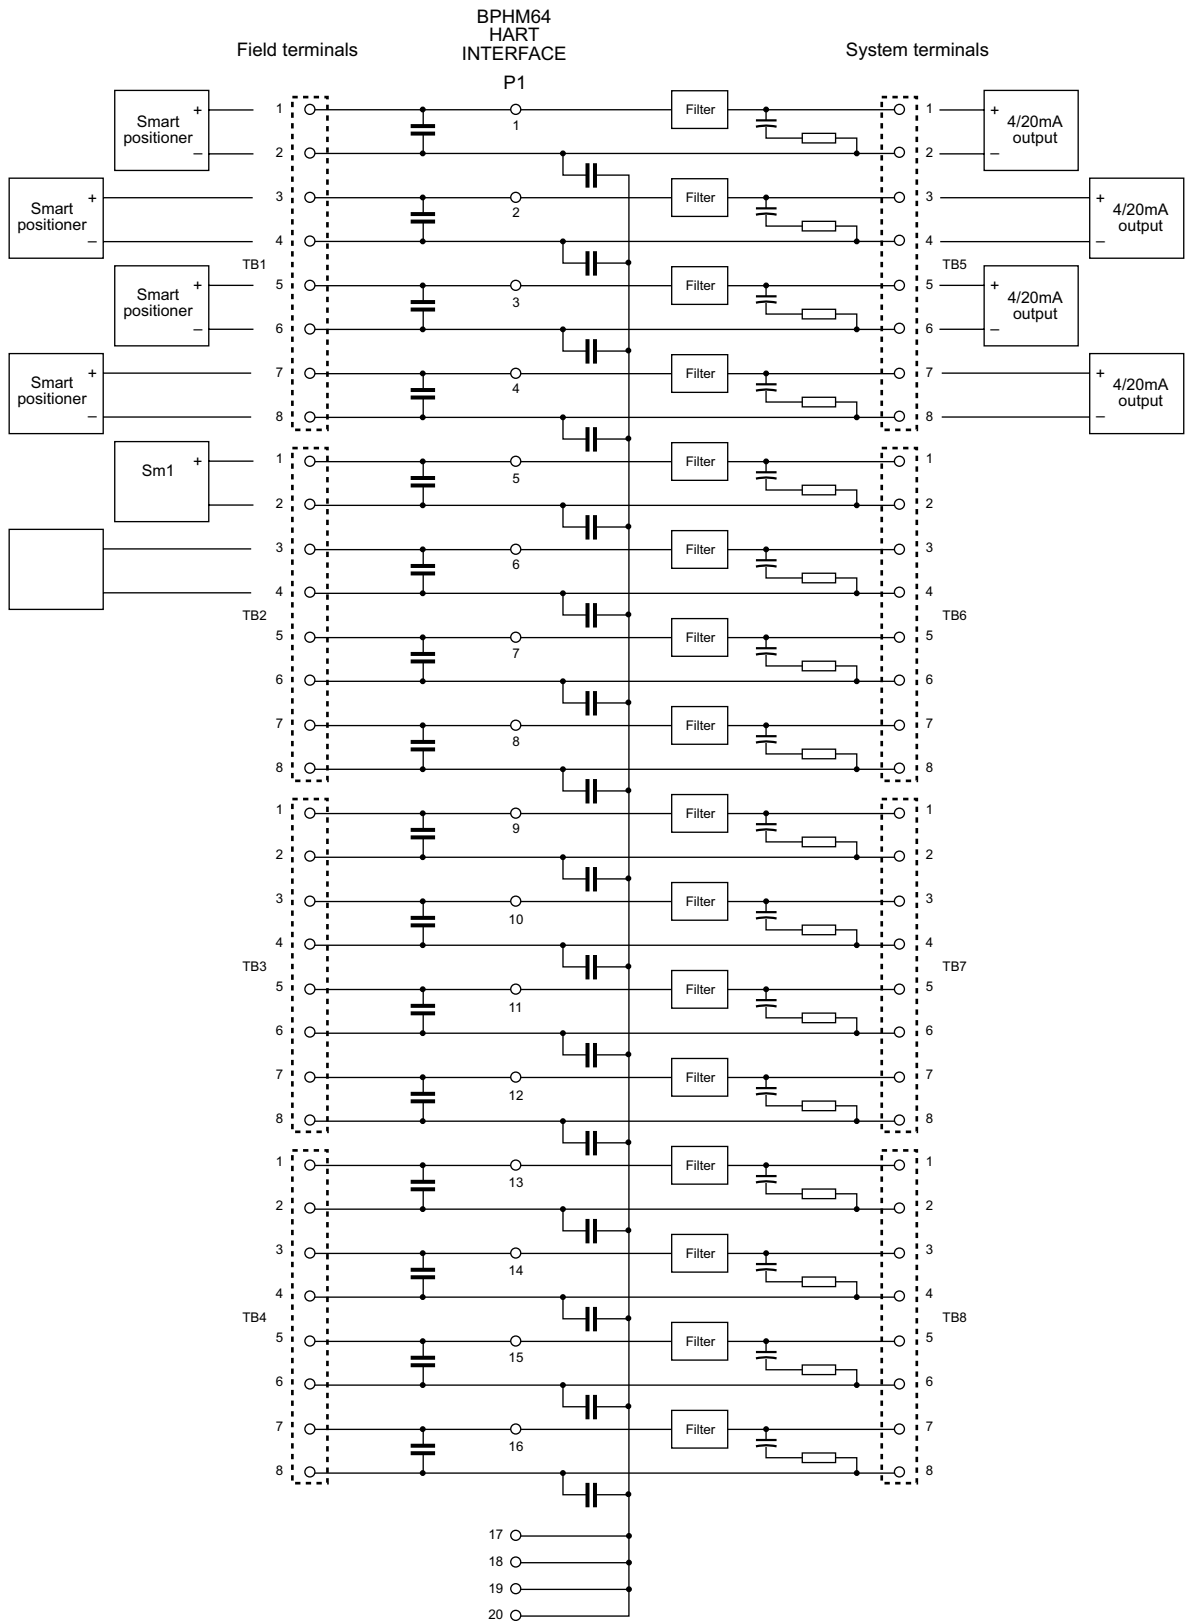 BPHM64
HART
INTERFACE
Field terminals
System terminals
P1
Smart
positioner
+
–
1
1
Filter
1
+
–
4/20mA
output
2
2
Smart
positioner
+
–
3
2
Filter
3
+
–
4/20mA
output
4
4
TB1
TB5
Smart
positioner
+
–
5
3
Filter
5
+
–
4/20mA
output
6
6
Smart
positioner
+
–
7
4
Filter
7
+
–
4/20mA
output
8
8
Sm1
+
1
5
Filter
1
2
2
3
6
Filter
3
4
4
TB2
TB6
5
7
Filter
5
6
6
7
8
Filter
7
8
8
1
9
Filter
1
2
2
3
10
Filter
3
4
4
TB3
TB7
5
11
Filter
5
6
6
7
12
Filter
7
8
8
1
13
Filter
1
2
2
3
14
Filter
3
4
4
TB4
TB8
5
15
Filter
5
6
6
7
16
Filter
7
8
8
17
18
19
20